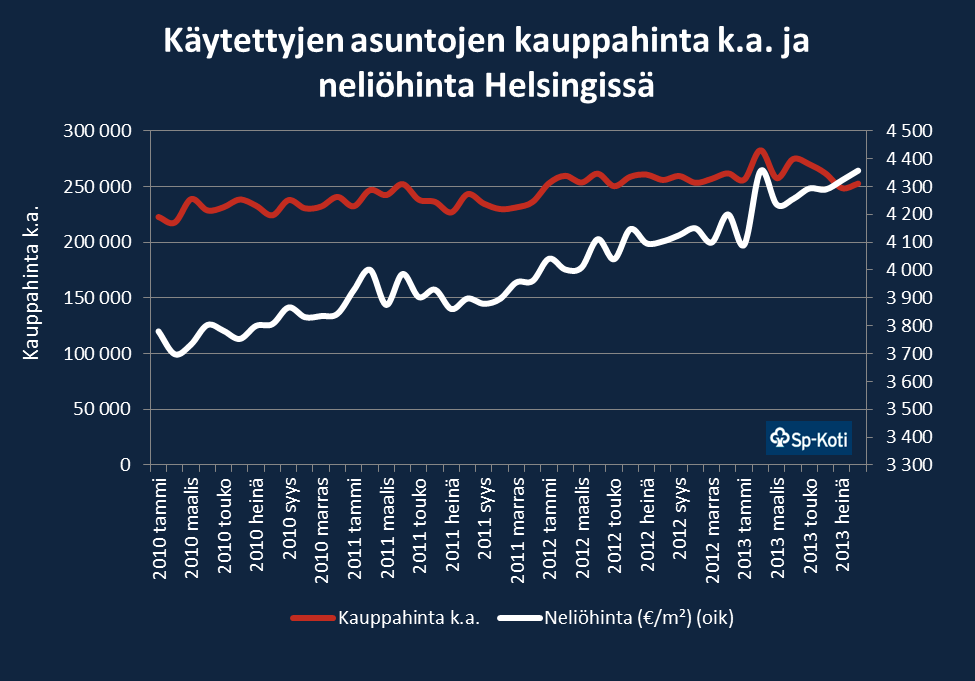 Käytettyjen asuntojen kauppahinta k.a. ja
neliöhinta Helsingissä
Kauppahinta k.a.
300 000
250 000
200 000
150 000
100 000
50 000
0
4 500
4 400
4 300
4 200
4 100
4 000
3 900
3 800
3 700
3 600
3 500
3 400
3 300
Sp-Koti
2010 tammi
2010 maalis
2010 touko
2010 heinä
2010 syys
2010 marras
2011 tammi
2011 maalis
2011 touko
2011 heinä
2011 syys
2011 marras
2012 tammi
2012 maalis
2012 touko
2012 heinä
2012 syys
2012 marras
2013 tammi
2013 maalis
2013 touko
2013 heinä
Kauppahinta k.a.
Neliöhinta (€/m²) (oik)